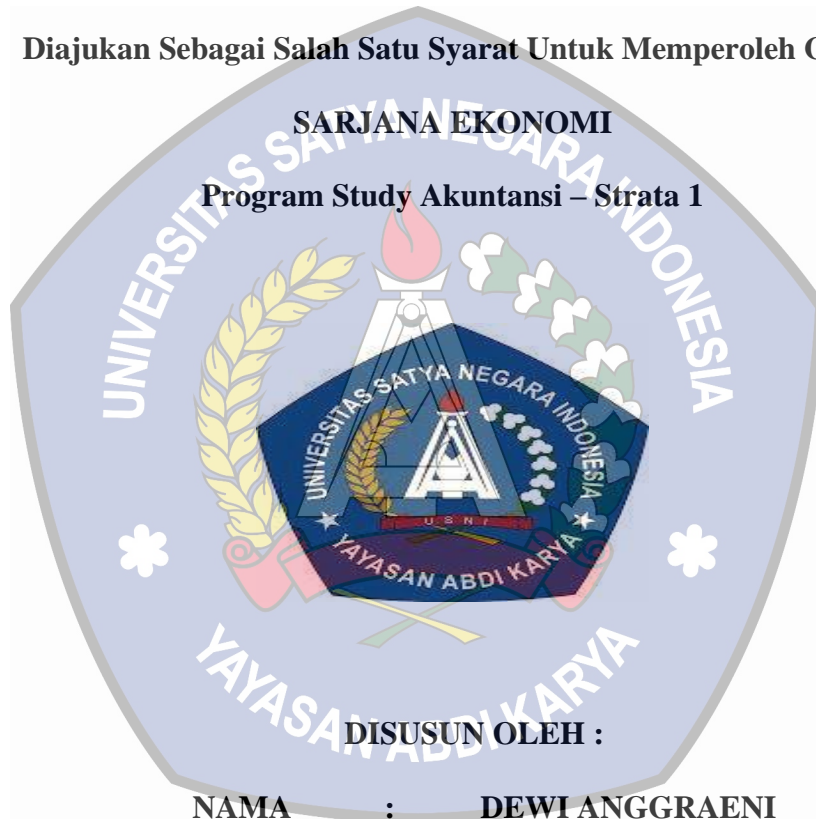 Diajukan Sebagai Salah Satu Syarat Untuk Memperoleh
SARJANA EKONOMI
Program Study Akuntansi – Strata 1
UNIVERSITAS SATYA NEGARA INDONESIA
UNIVERSITAS SATYA NEGARA INDONESIA
U S N I
YAYASAN ABDI KARYA
YAYASAN ABDI KARYA
DISUSUN OLEH :
NAMA : DEWI ANGGRAENI